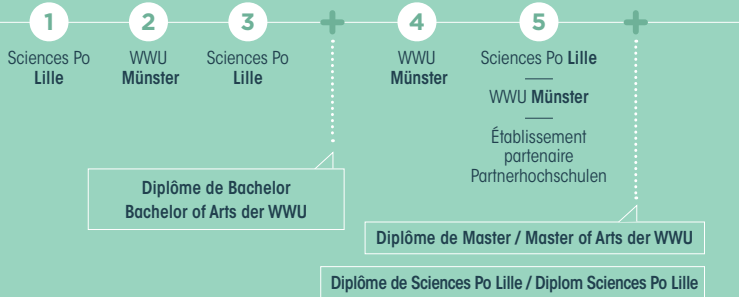 1
Sciences Po
Lille
2
WWU
Münster
3
Sciences Po
Lille
+
4
WWU
Münster
5
Sciences Po Lille
WWU Münster
Établissement
partenaire
Partnerhochschulen
+
Diplôme de Bachelor
Bachelor of Arts der WWU
Diplôme de Master / Master of Arts der WWU
Diplôme de Sciences Po Lille / Diplom Sciences Po Lille